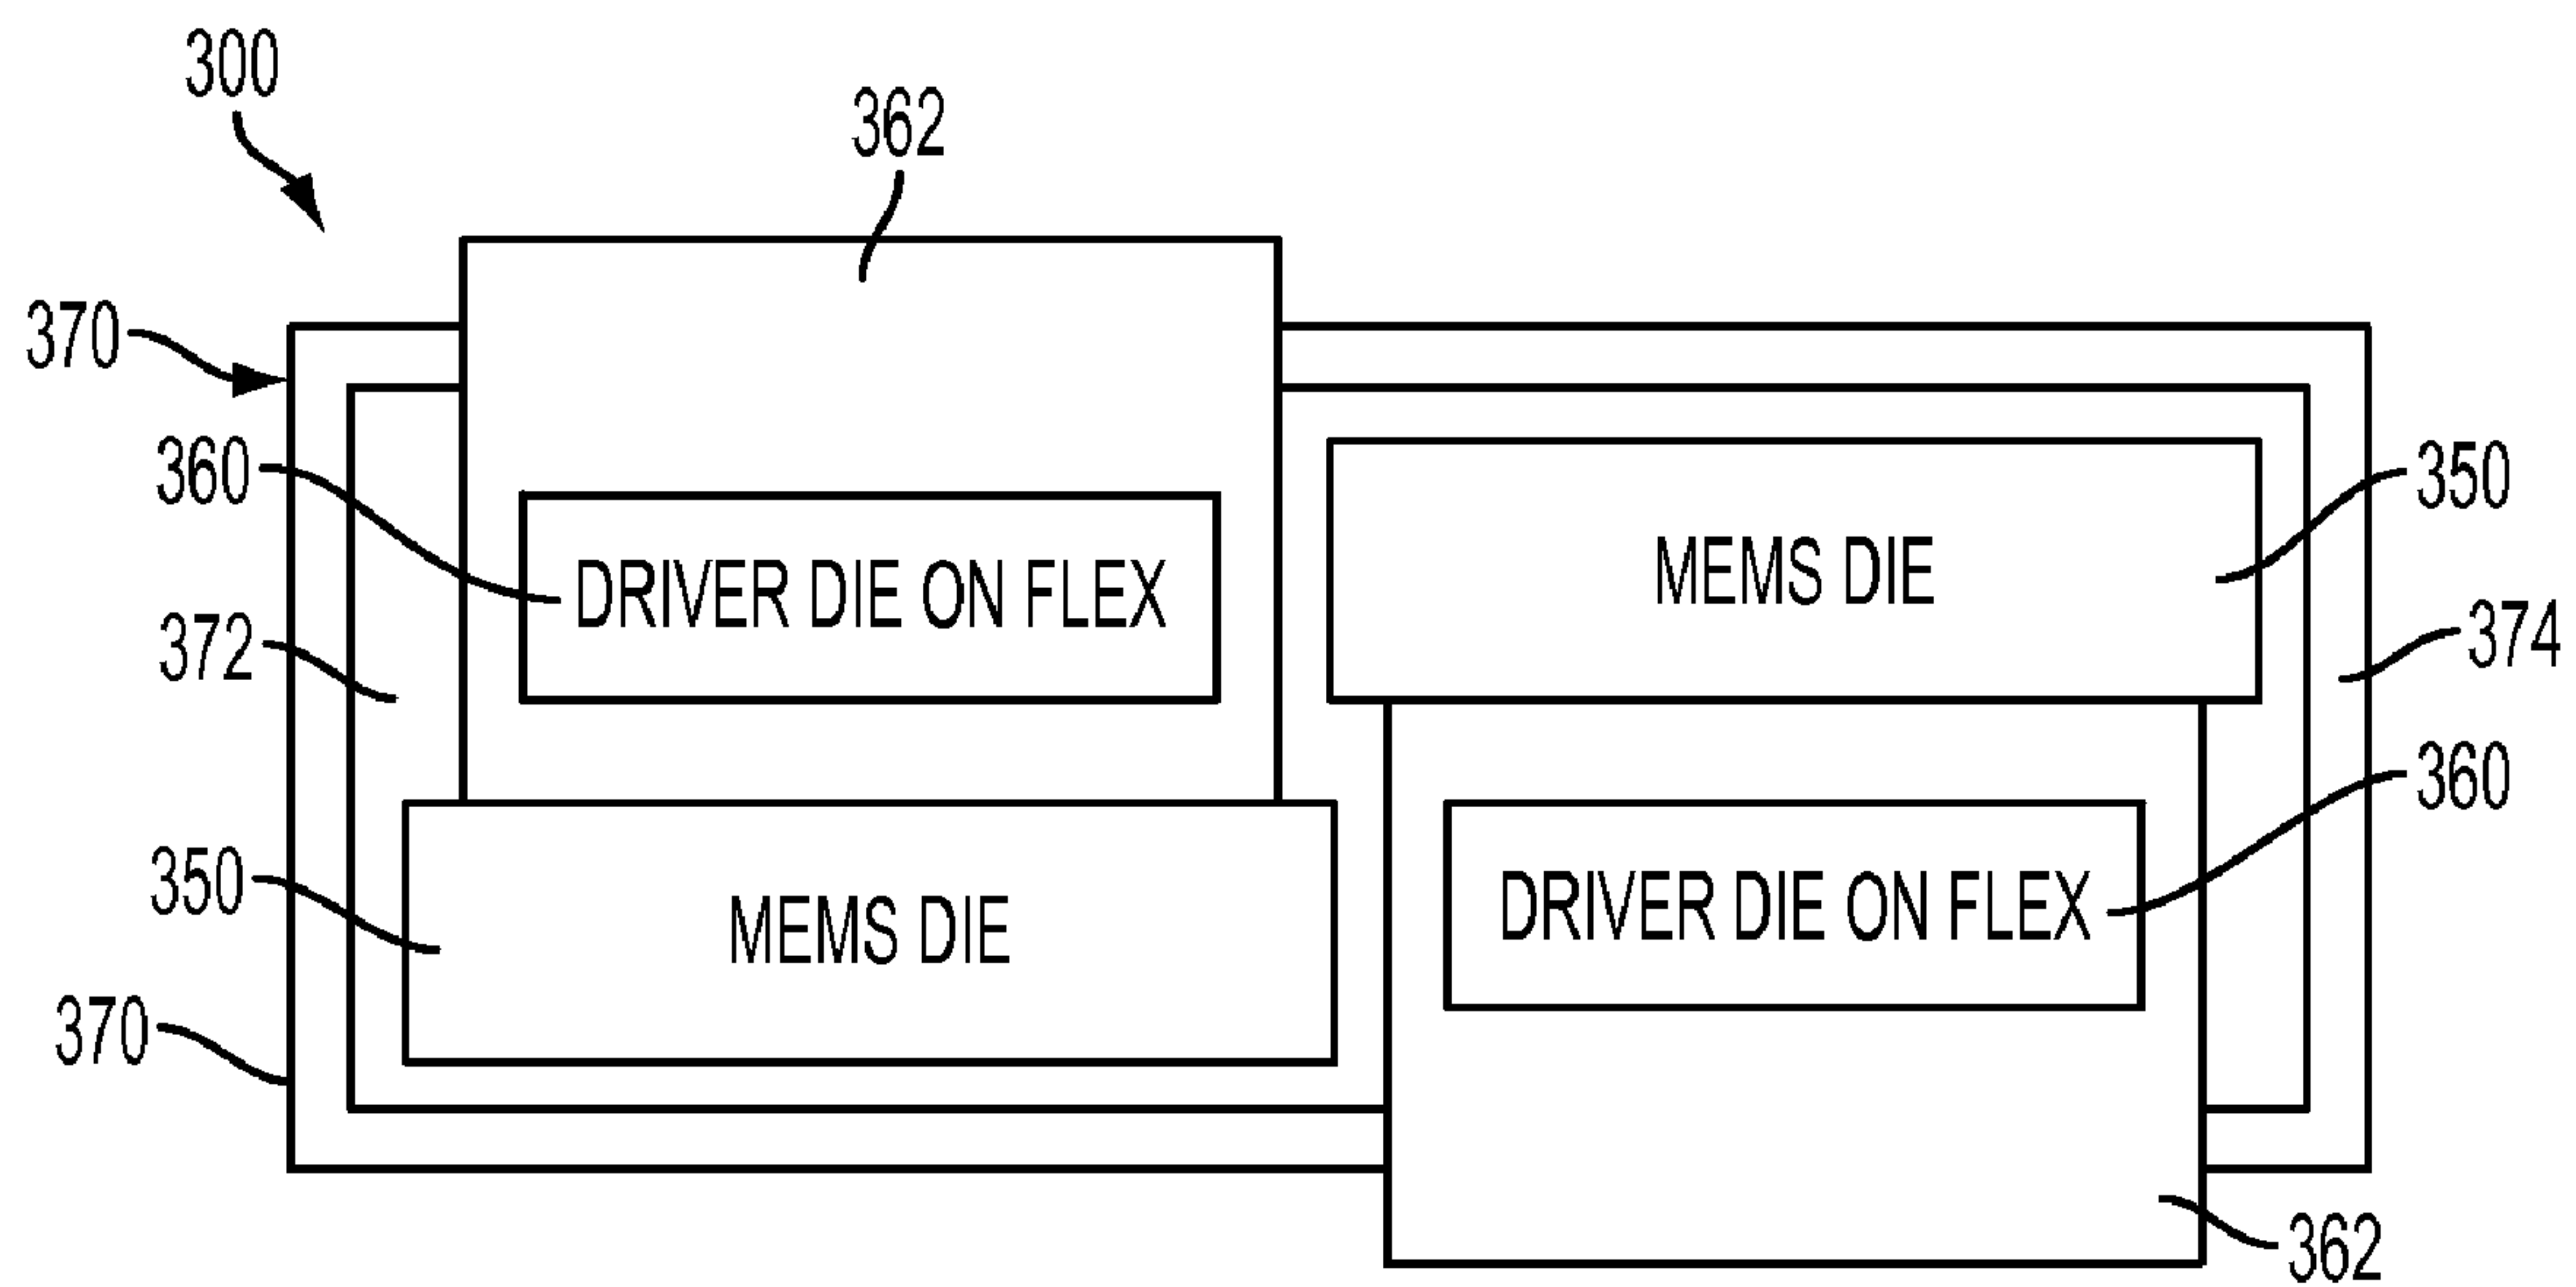 300
362
370
360
DRIVER DIE ON FLEX
MEMS DIE
350
372
374
360
350
MEMS DIE
DRIVER DIE ON FLEX
370
362